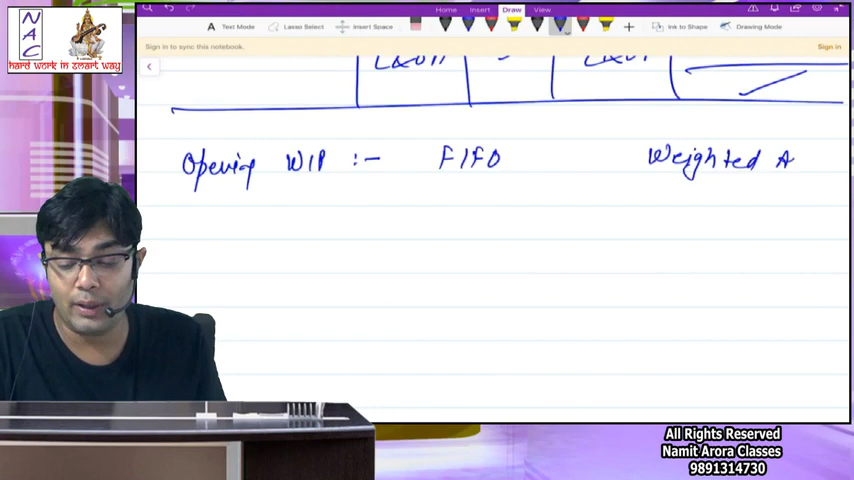 NAC
hard work in zmart way
Home Insert Draw View
Text Mode Lasso Select Insert Space Ink to Shape Drawing Mode
Sign in to sync this notebook. Sign in
Opening WIP :- FIFO Weighted A
All Rights Reserved
Namit Arora Classes
9891314730